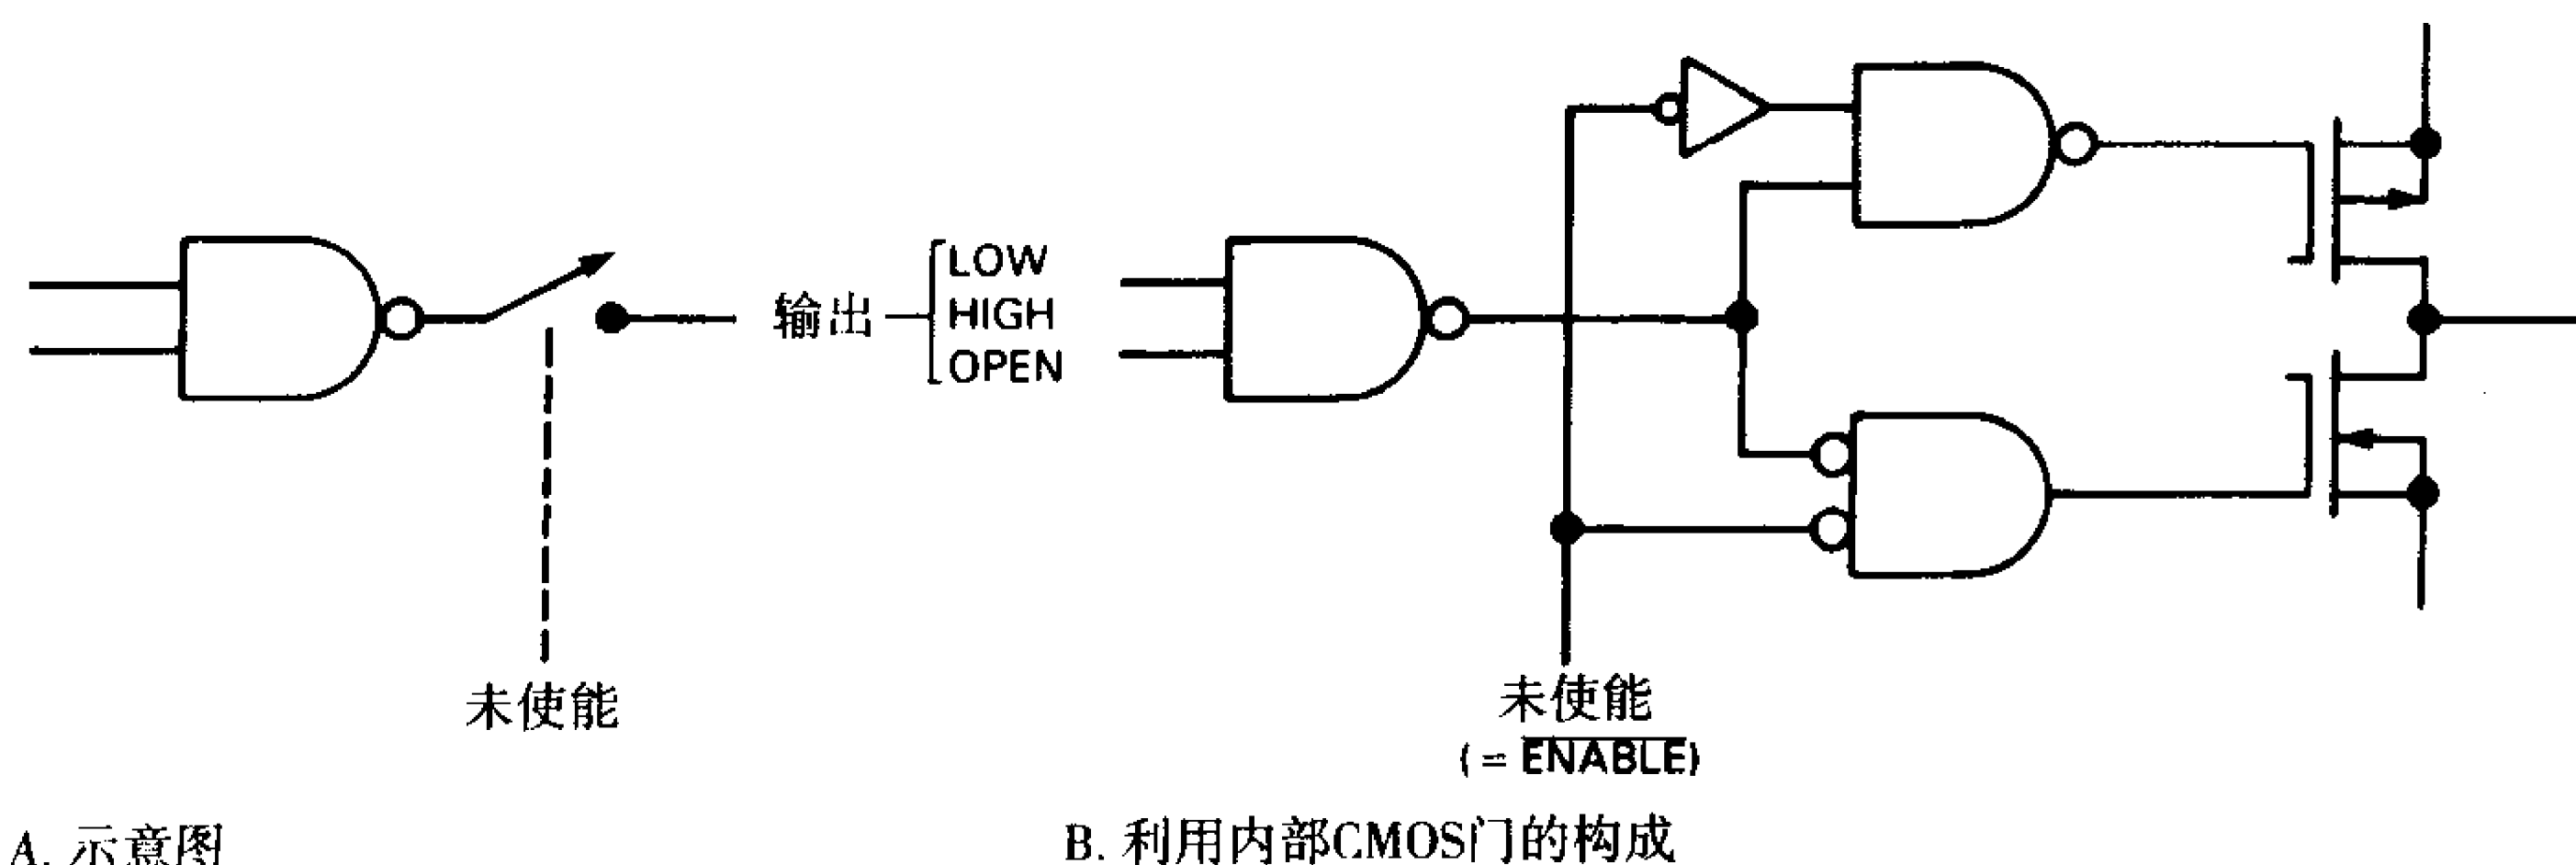 输出
LOW
HIGH
OPEN
未使能
未使能
(= ENABLE)
A. 示意图
B. 利用内部CMOS门的构成